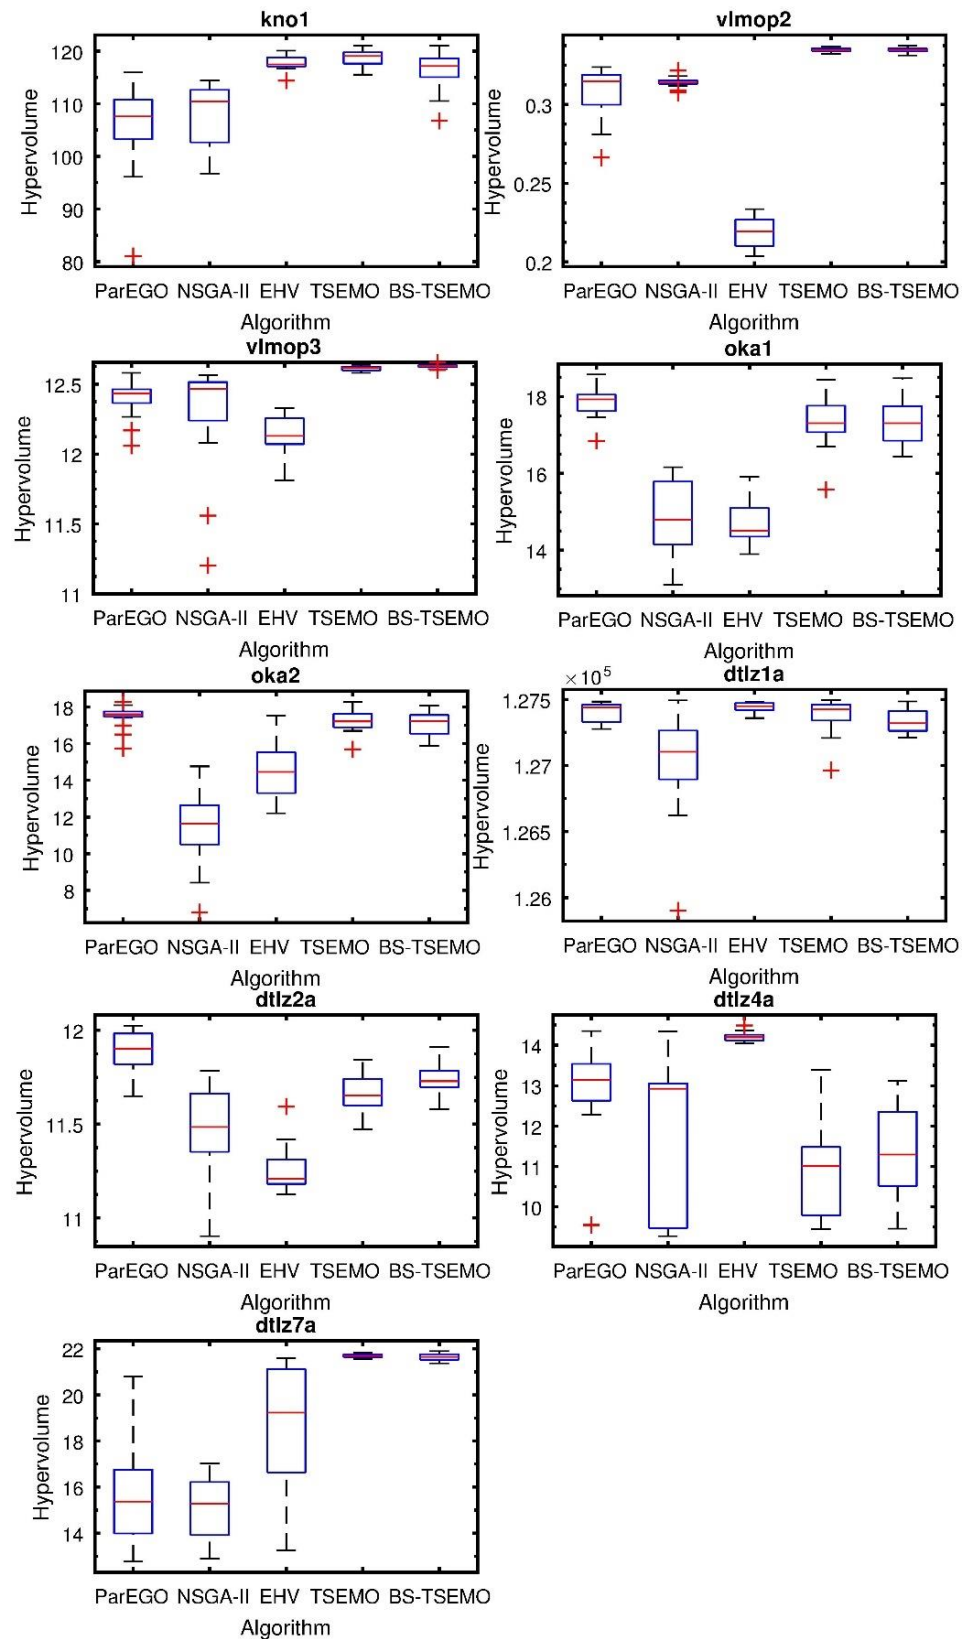 kno1
Hypervolume
120
110
100
90
80
ParEGO NSGA-II EHV TSEMO BS-TSEMO
Algorithm
vlmop2
Hypervolume
0.3
0.25
0.2
ParEGO NSGA-II EHV TSEMO BS-TSEMO
Algorithm
vlmop3
Hypervolume
12.5
12
11.5
11
ParEGO NSGA-II EHV TSEMO BS-TSEMO
Algorithm
oka1
Hypervolume
18
16
14
ParEGO NSGA-II EHV TSEMO BS-TSEMO
Algorithm
oka2
Hypervolume
18
16
14
12
10
8
ParEGO NSGA-II EHV TSEMO BS-TSEMO
Algorithm
dtlz1a
×10^5
Hypervolume
1.275
1.27
1.265
1.26
ParEGO NSGA-II EHV TSEMO BS-TSEMO
Algorithm
dtlz2a
Hypervolume
12
11.5
11
ParEGO NSGA-II EHV TSEMO BS-TSEMO
Algorithm
dtlz4a
Hypervolume
14
13
12
11
10
ParEGO NSGA-II EHV TSEMO BS-TSEMO
Algorithm
dtlz7a
Hypervolume
22
20
18
16
14
ParEGO NSGA-II EHV TSEMO BS-TSEMO
Algorithm